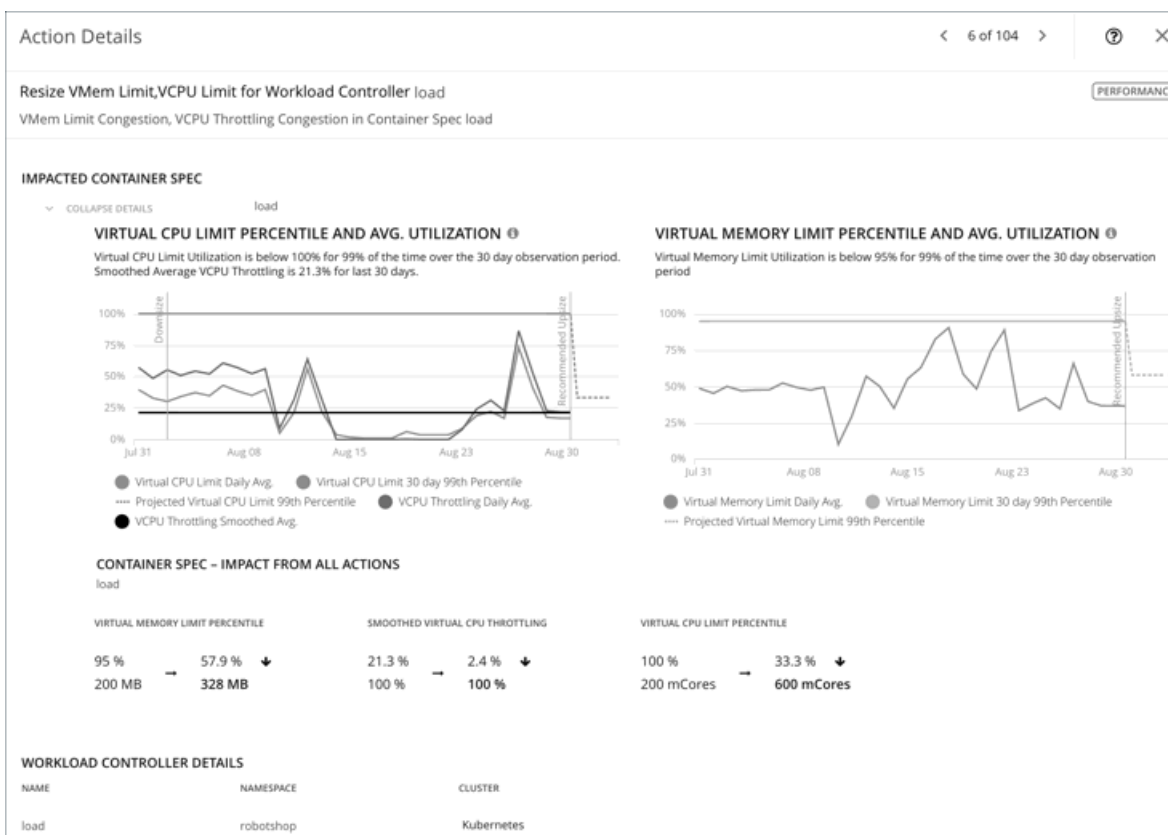 Action Details
6 of 104
Resize VMem Limit,VCPU Limit for Workload Controller load
PERFORMANC
VMem Limit Congestion, VCPU Throttling Congestion in Container Spec load
IMPACTED CONTAINER SPEC
COLLAPSE DETAILS load
VIRTUAL CPU LIMIT PERCENTILE AND AVG. UTILIZATION
Virtual CPU Limit Utilization is below 100% for 99% of the time over the 30 day observation period.
Smoothed Average VCPU Throttling is 21.3% for last 30 days.
100%
75%
50%
25%
0%
Downsize
Recommended Upsize
Jul 31 Aug 08 Aug 15 Aug 23 Aug 30
Virtual CPU Limit Daily Avg. Virtual CPU Limit 30 day 99th Percentile
Projected Virtual CPU Limit 99th Percentile VCPU Throttling Daily Avg.
VCPU Throttling Smoothed Avg.
VIRTUAL MEMORY LIMIT PERCENTILE AND AVG. UTILIZATION
Virtual Memory Limit Utilization is below 95% for 99% of the time over the 30 day observation
period
100%
75%
50%
25%
0%
Recommended Upsize
Jul 31 Aug 08 Aug 15 Aug 23 Aug 30
Virtual Memory Limit Daily Avg. Virtual Memory Limit 30 day 99th Percentile
Projected Virtual Memory Limit 99th Percentile
CONTAINER SPEC – IMPACT FROM ALL ACTIONS
load
VIRTUAL MEMORY LIMIT PERCENTILE SMOOTHED VIRTUAL CPU THROTTLING VIRTUAL CPU LIMIT PERCENTILE
95 % 57.9 % 21.3 % 2.4 % 100 % 33.3 %
200 MB 328 MB 100 % 100 % 200 mCores 600 mCores
WORKLOAD CONTROLLER DETAILS
NAME NAMESPACE CLUSTER
load robotshop Kubernetes